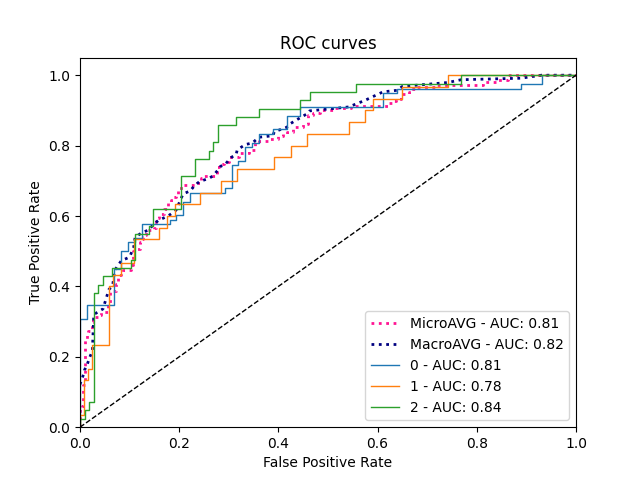 ROC curves
True Positive Rate
1.0
0.8
0.6
0.4
0.2
0.0
MicroAVG - AUC: 0.81
MacroAVG - AUC: 0.82
0 - AUC: 0.81
1 - AUC: 0.78
2 - AUC: 0.84
0.0 0.2 0.4 0.6 0.8 1.0
False Positive Rate